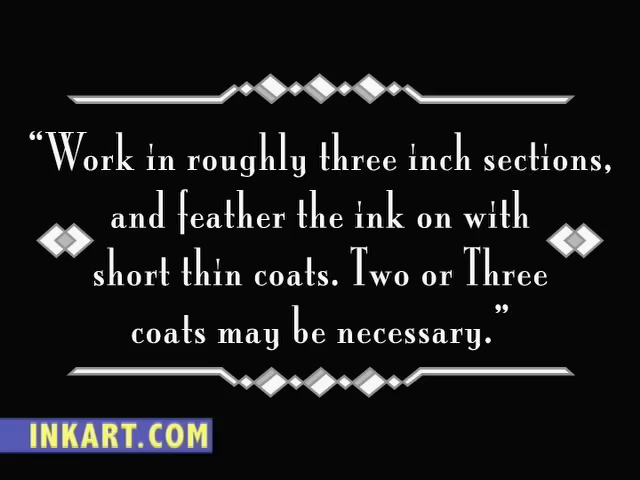 “Work in roughly three inch sections,
and feather the ink on with
short thin coats. Two or Three
coats may be necessary.”
INKART.COM